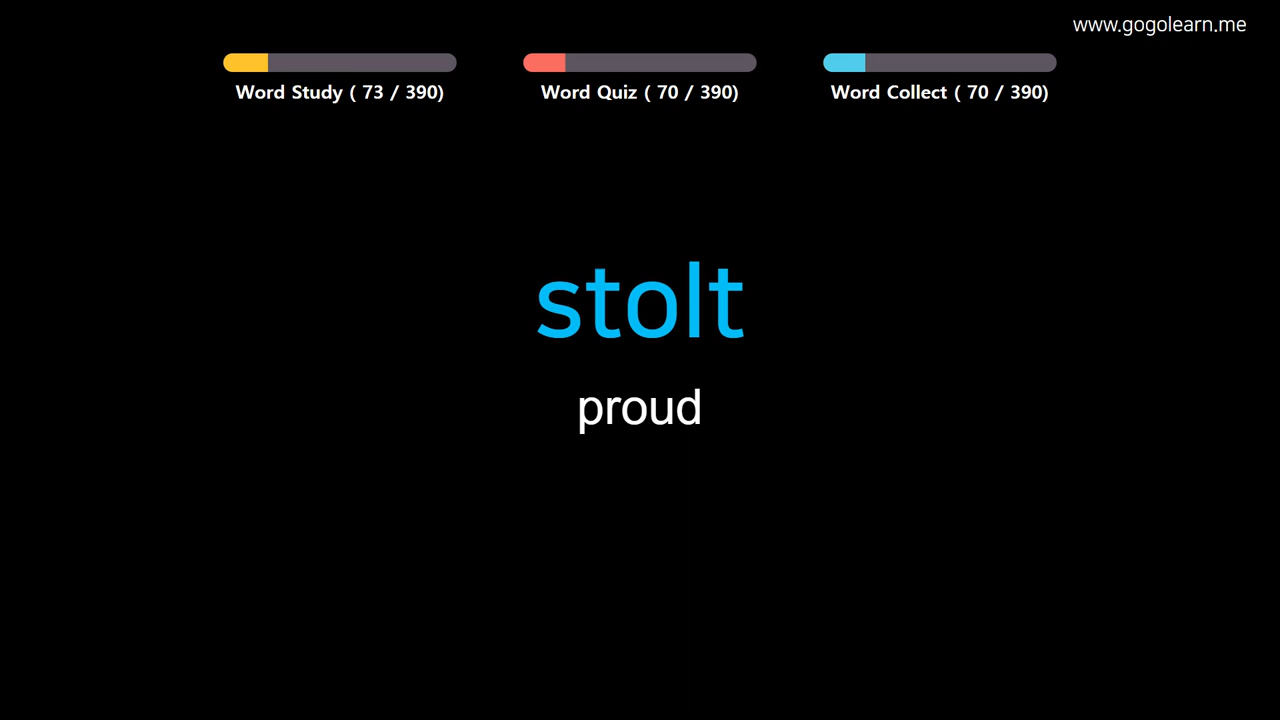 www.gogolearn.me
Word Study ( 73 / 390)
Word Quiz ( 70 / 390)
Word Collect ( 70 / 390)
stolt
proud